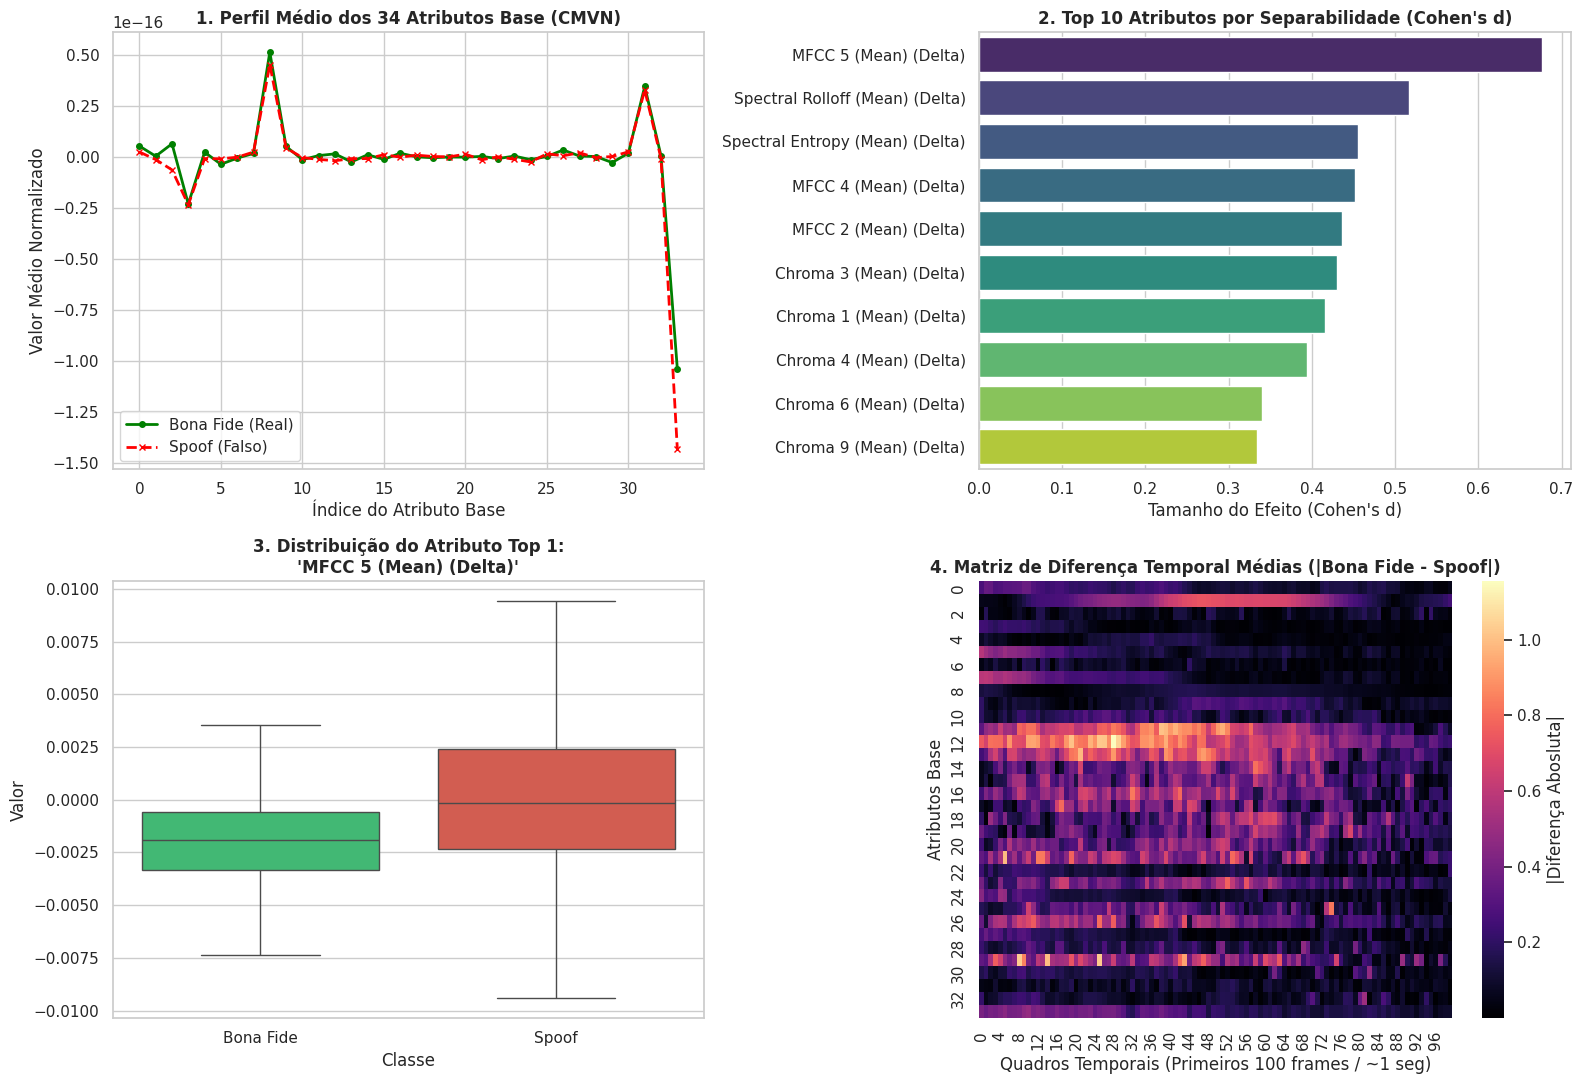 1. Perfil Médio dos 34 Atributos Base (CMVN)
1e−16
0.50
0.25
0.00
−0.25
−0.50
−0.75
−1.00
−1.25
−1.50
Valor Médio Normalizado
Bona Fide (Real)
Spoof (Falso)
0 5 10 15 20 25 30
Índice do Atributo Base
2. Top 10 Atributos por Separabilidade (Cohen's d)
MFCC 5 (Mean) (Delta)
Spectral Rolloff (Mean) (Delta)
Spectral Entropy (Mean) (Delta)
MFCC 4 (Mean) (Delta)
MFCC 2 (Mean) (Delta)
Chroma 3 (Mean) (Delta)
Chroma 1 (Mean) (Delta)
Chroma 4 (Mean) (Delta)
Chroma 6 (Mean) (Delta)
Chroma 9 (Mean) (Delta)
0.0 0.1 0.2 0.3 0.4 0.5 0.6 0.7
Tamanho do Efeito (Cohen's d)
3. Distribuição do Atributo Top 1:
'MFCC 5 (Mean) (Delta)'
0.0100
0.0075
0.0050
0.0025
0.0000
−0.0025
−0.0050
−0.0075
−0.0100
Valor
Bona Fide Spoof
Classe
4. Matriz de Diferença Temporal Médias (|Bona Fide - Spoof|)
0
2
4
6
8
10
12
14
16
18
20
22
24
26
28
30
32
Atributos Base
0 4 8 12 16 20 24 28 32 36 40 44 48 52 56 60 64 68 72 76 80 84 88 92 96
Quadros Temporais (Primeiros 100 frames / ~1 seg)
1.0
0.8
0.6
0.4
0.2
|Diferença Abosluta|